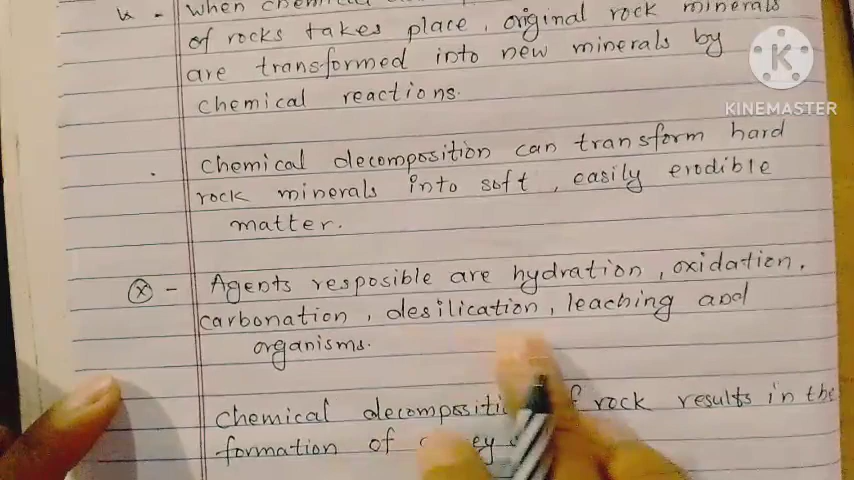 when chemical
of rocks takes place, original rock minerals
are transformed into new minerals by
chemical reactions.
KINEMASTER
chemical decomposition can transform hard
rock minerals into soft, easily erodible
matter.
(x) - Agents resposible are hydration, oxidation.
carbonation, desilication, leaching and
organisms.
chemical decompositi rock results in the
formation of